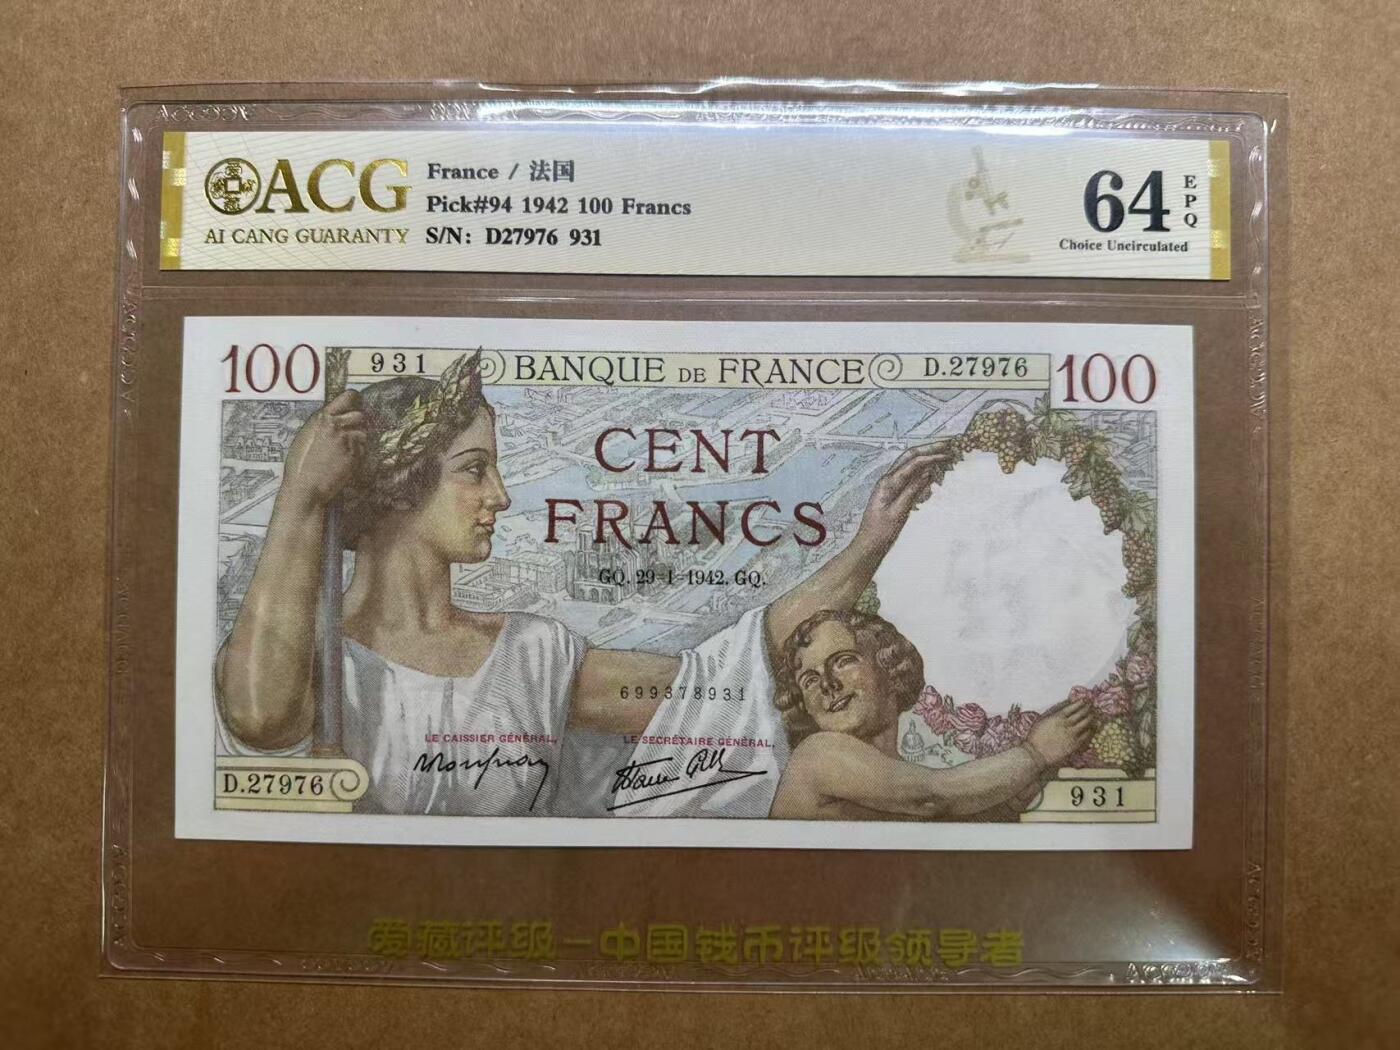 ACG
AI CANG GUARANTY
France / 法国
Pick#94 1942 100 Francs
S/N: D27976 931
64 EPQ
Choice Uncirculated
100 931 BANQUE DE FRANCE D.27976 100
CENT
FRANCS
GQ. 29-1-1942. GQ.
699378931
LE CAISSIER GÉNÉRAL, LE SECRÉTAIRE GÉNÉRAL,
D.27976 931
爱藏评级-中国钱币评级领导者